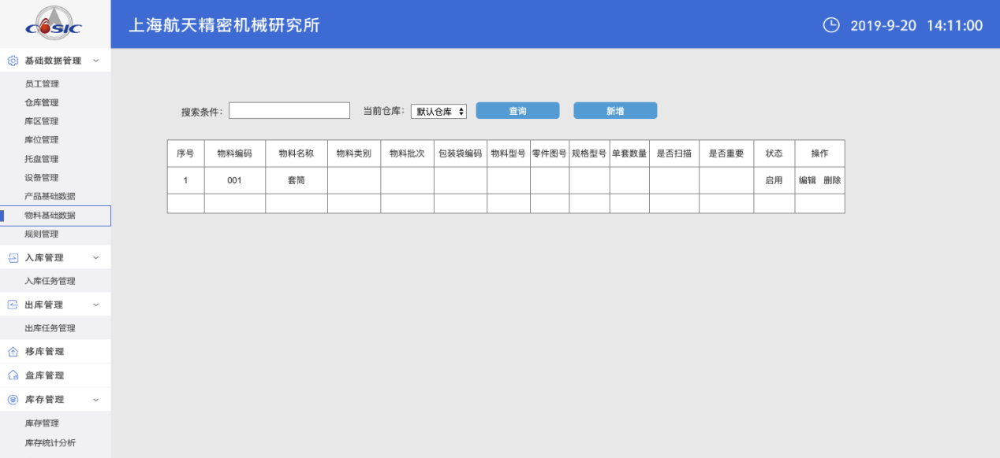 CASIC
上海航天精密机械研究所
2019-9-20 14:11:00
基础数据管理
员工管理
仓库管理
库区管理
库位管理
托盘管理
设备管理
产品基础数据
物料基础数据
规则管理
入库管理
入库任务管理
出库管理
出库任务管理
移库管理
盘库管理
库存管理
库存管理
库存统计分析
搜索条件： 当前仓库： 默认仓库 查询 新增
序号 物料编码 物料名称 物料类别 物料批次 包装袋编码 物料型号 零件图号 规格型号 单套数量 是否扫描 是否重要 状态 操作
1 001 套筒 启用 编辑 删除